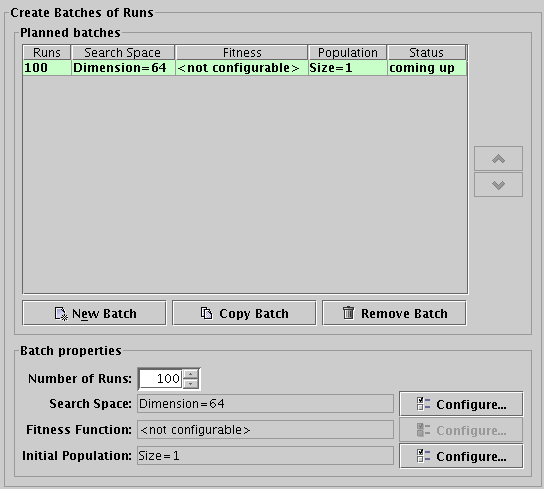 Create Batches of Runs
Planned batches
Runs Search Space Fitness Population Status
100 Dimension=64 <not configurable> Size=1 coming up
New Batch Copy Batch Remove Batch
Batch properties
Number of Runs: 100
Search Space: Dimension=64 Configure...
Fitness Function: <not configurable> Configure...
Initial Population: Size=1 Configure...